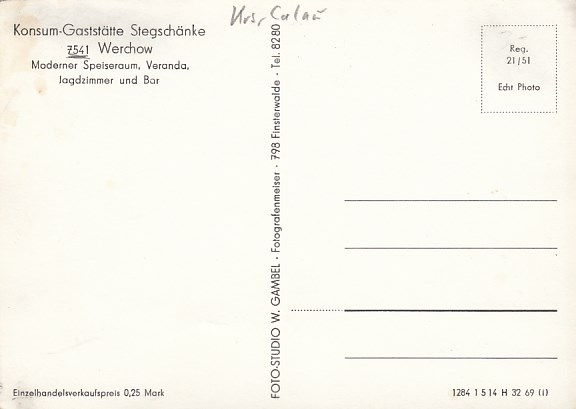 Krs. Calau
Konsum-Gaststätte Stegschänke
7541 Werchow
Moderner Speiseraum, Veranda,
Jagdzimmer und Bar
Reg.
21/51
Echt Photo
FOTO-STUDIO W. GAMBEL · Fotografenmeister · 798 Finsterwalde · Tel. 8280
Einzelhandelsverkaufspreis 0,25 Mark
1284 1 5 14 H 32 69 (1)